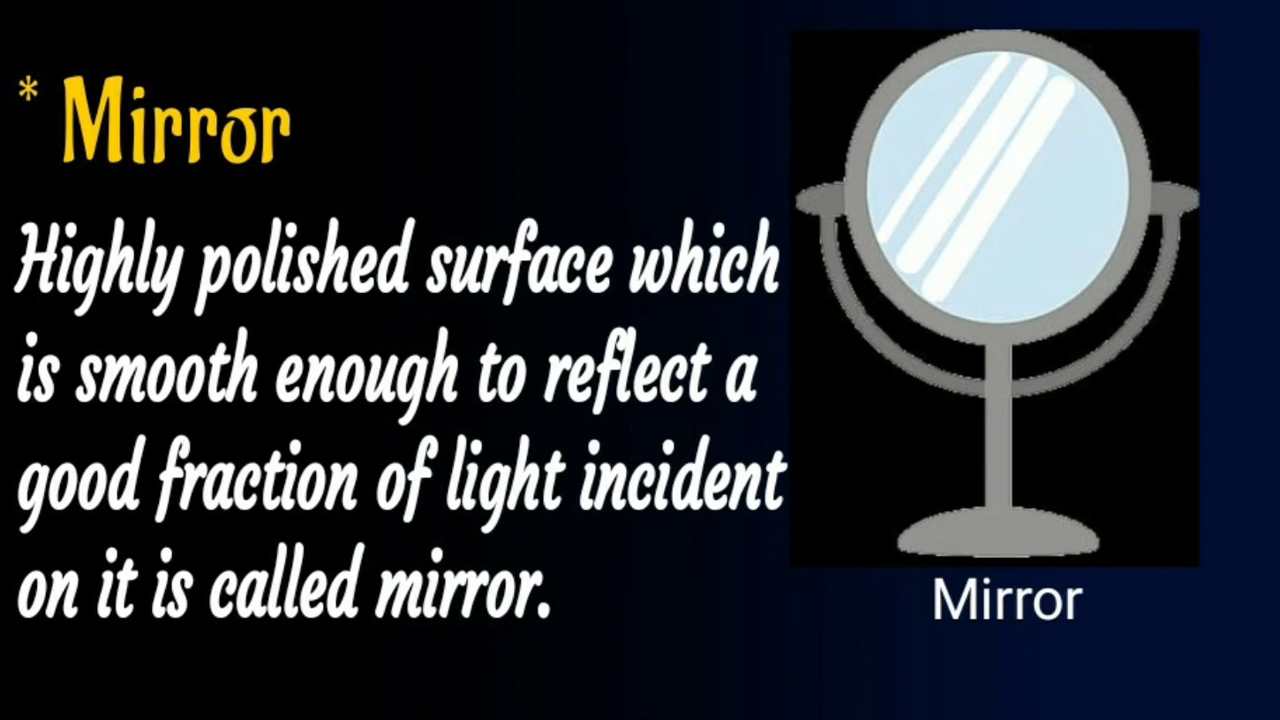 * Mirror
Highly polished surface which
is smooth enough to reflect a
good fraction of light incident
on it is called mirror.
Mirror